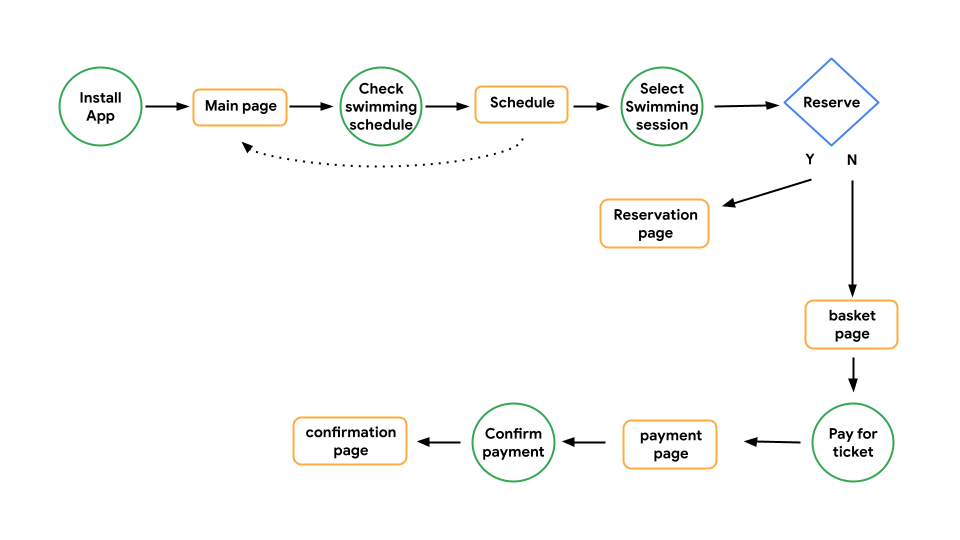 Install
App
Main page
Check
swimming
schedule
Schedule
Select
Swimming
session
Reserve
Y
N
Reservation
page
basket
page
Pay for
ticket
payment
page
Confirm
payment
confirmation
page